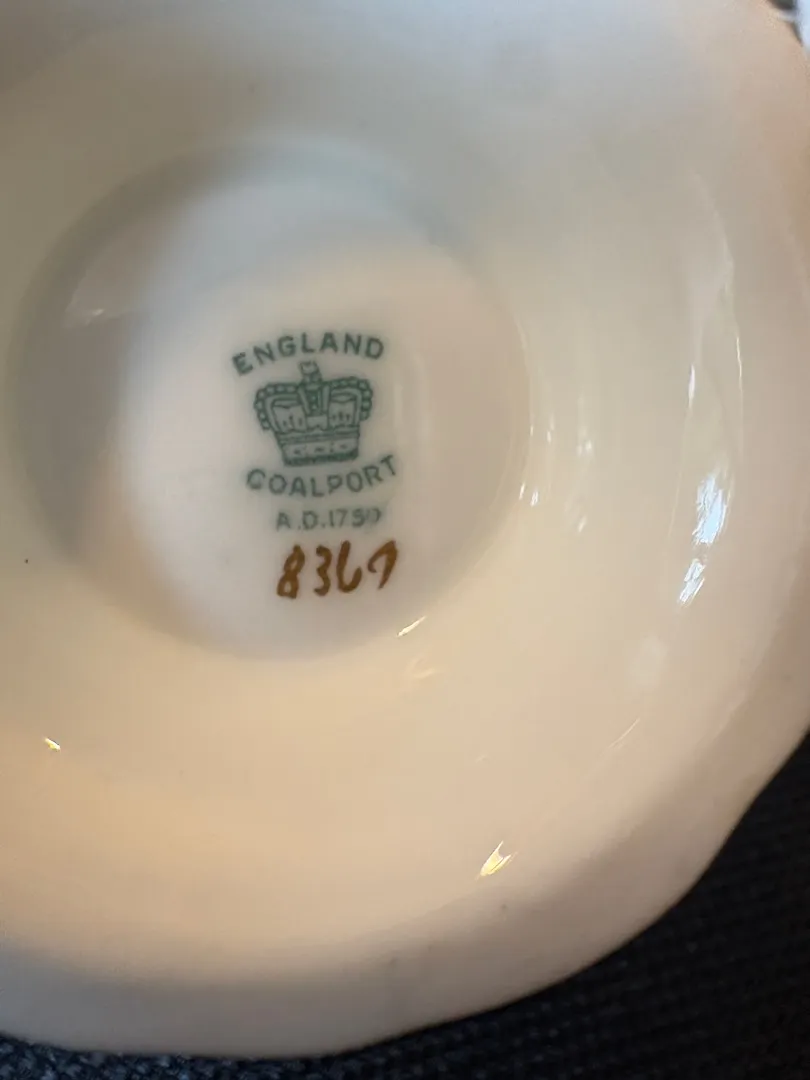 ENGLAND
COALPORT
A.D.1750
8367